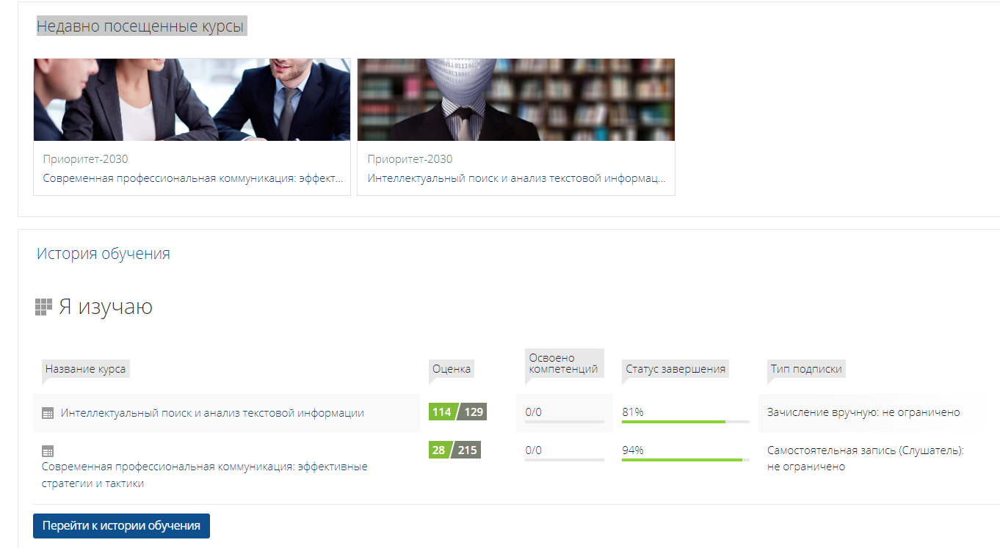 Недавно посещенные курсы
Приоритет-2030
Современная профессиональная коммуникация: эффект...
Приоритет-2030
Интеллектуальный поиск и анализ текстовой информац...
История обучения
Я изучаю
Название курса
Оценка
Освоено
компетенций
Статус завершения
Тип подписки
Интеллектуальный поиск и анализ текстовой информации
114 / 129
0/0
81%
Зачисление вручную: не ограничено
Современная профессиональная коммуникация: эффективные
стратегии и тактики
28 / 215
0/0
94%
Самостоятельная запись (Слушатель):
не ограничено
Перейти к истории обучения